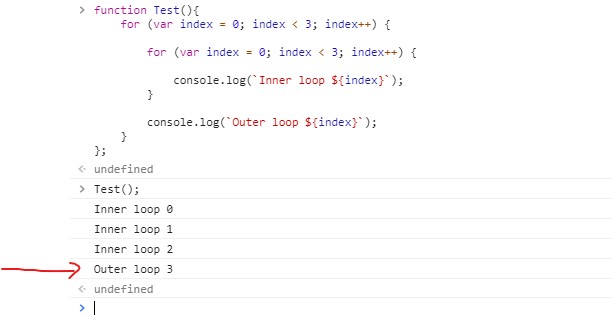 > function Test(){
for (var index = 0; index < 3; index++) {
for (var index = 0; index < 3; index++) {
console.log(`Inner loop ${index}`);
}
console.log(`Outer loop ${index}`);
}
};
undefined
> Test();
Inner loop 0
Inner loop 1
Inner loop 2
Outer loop 3
undefined
>